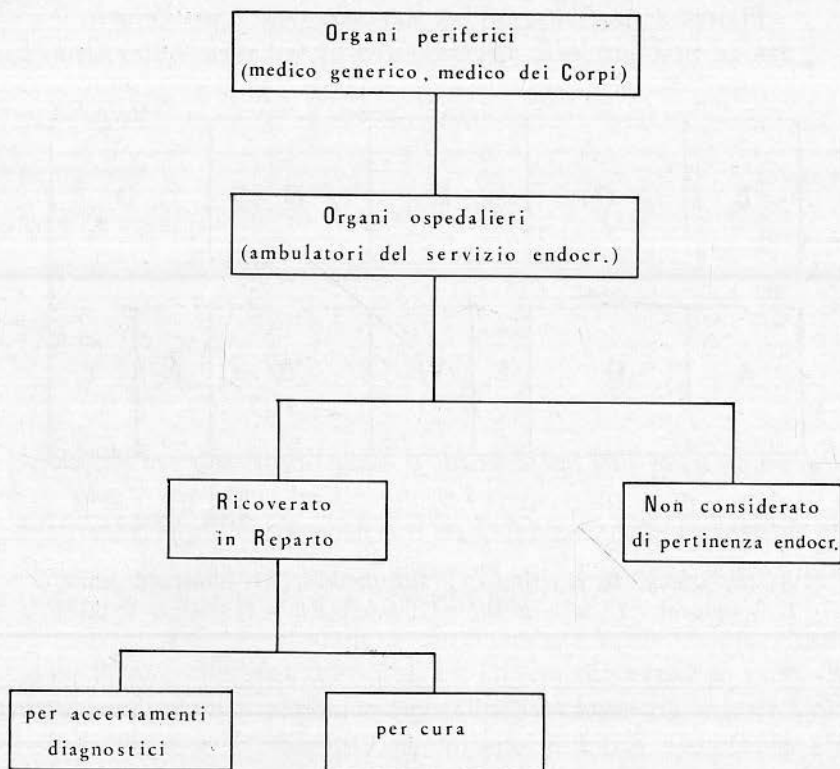 Organi periferici
(medico generico, medico dei Corpi)
Organi ospedalieri
(ambulatori del servizio endocr.)
Ricoverato
in Reparto
Non considerato
di pertinenza endocr.
per accertamenti
diagnostici
per cura